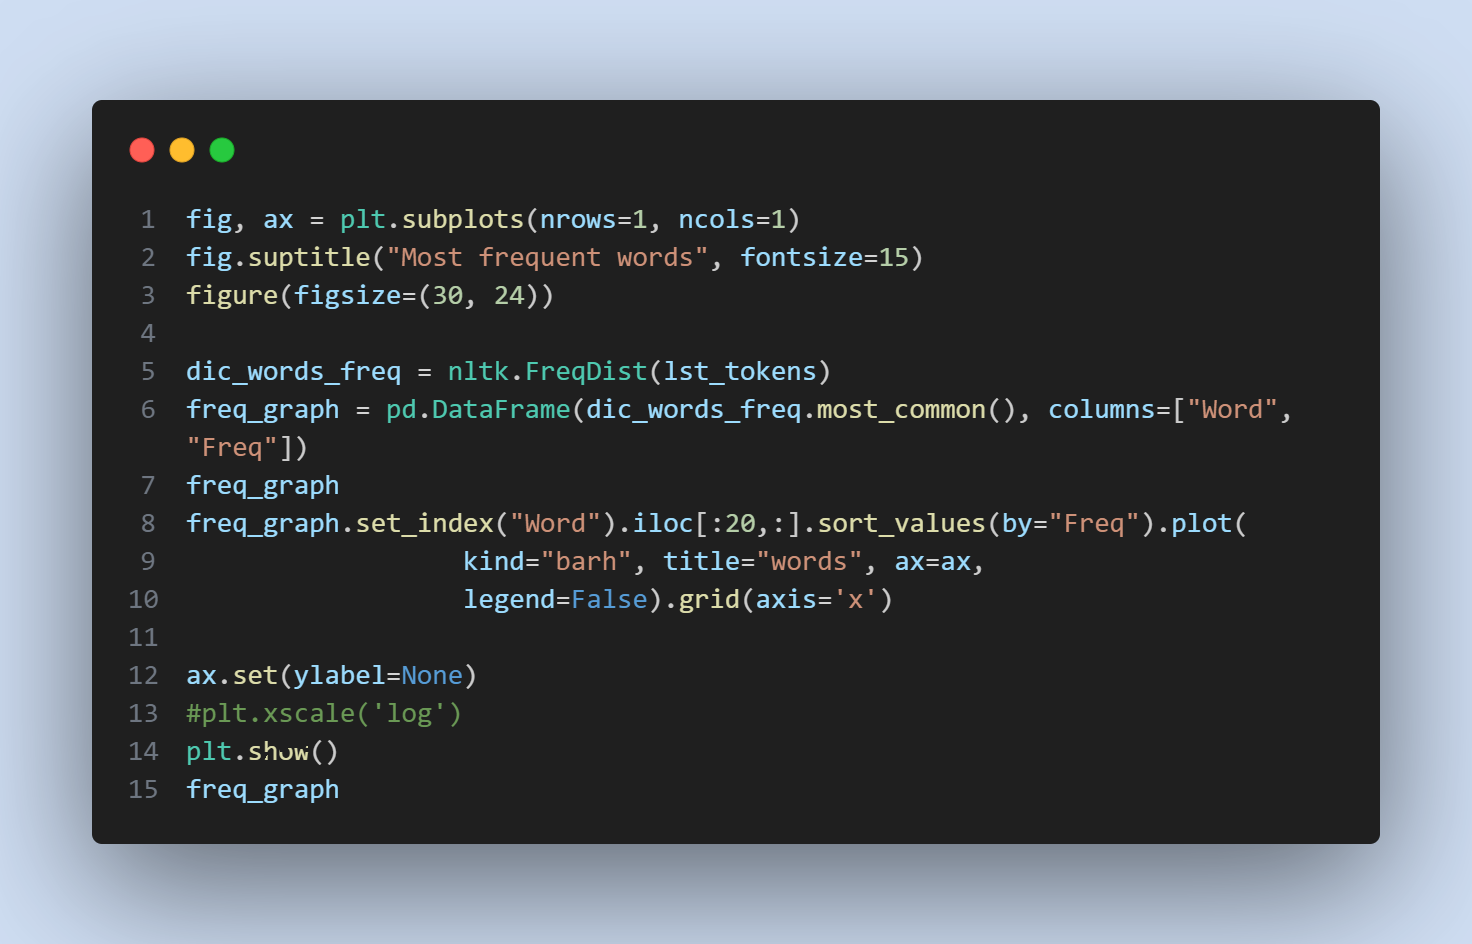 1 fig, ax = plt.subplots(nrows=1, ncols=1)
2 fig.suptitle("Most frequent words", fontsize=15)
3 figure(figsize=(30, 24))
4
5 dic_words_freq = nltk.FreqDist(lst_tokens)
6 freq_graph = pd.DataFrame(dic_words_freq.most_common(), columns=["Word",
"Freq"])
7 freq_graph
8 freq_graph.set_index("Word").iloc[:20,:].sort_values(by="Freq").plot(
9                   kind="barh", title="words", ax=ax,
10                   legend=False).grid(axis='x')
11
12 ax.set(ylabel=None)
13 #plt.xscale('log')
14 plt.show()
15 freq_graph